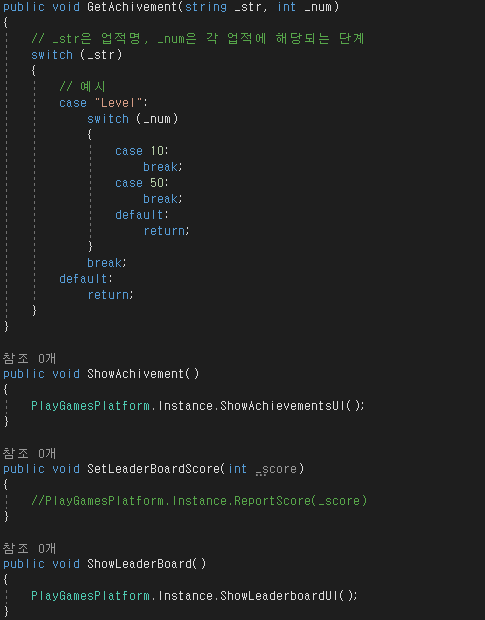 public void GetAchivement(string _str, int _num)
{
// _str은 업적명, _num은 각 업적에 해당되는 단계
switch (_str)
{
// 예시
case "Level":
switch (_num)
{
case 10:
break;
case 50:
break;
default:
return;
}
break;
default:
return;
}
}
참조 0개
public void ShowAchivement()
{
PlayGamesPlatform.Instance.ShowAchievementsUI();
}
참조 0개
public void SetLeaderBoardScore(int _score)
{
//PlayGamesPlatform.Instance.ReportScore(_score)
}
참조 0개
public void ShowLeaderBoard()
{
PlayGamesPlatform.Instance.ShowLeaderboardUI();
}